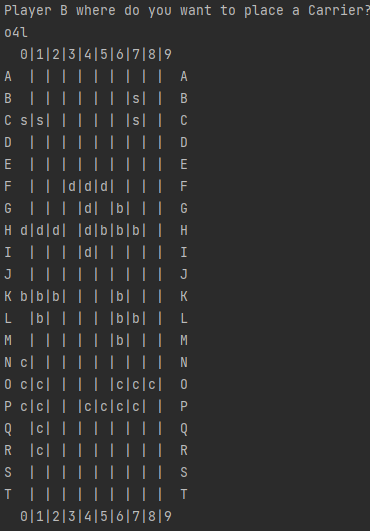 Player B where do you want to place a Carrier?
o4l
  0|1|2|3|4|5|6|7|8|9
A  | | | | | | | | |  A
B  | | | | | | |s| |  B
C s|s| | | | | |s| |  C
D  | | | | | | | | |  D
E  | | | | | | | | |  E
F  | | |d|d|d| | | |  F
G  | | | |d| |b| | |  G
H d|d|d| |d|b|b|b| |  H
I  | | | |d| | | | |  I
J  | | | | | | | | |  J
K b|b|b| | | |b| | |  K
L  |b| | | | |b|b| |  L
M  | | | | | |b| | |  M
N c| | | | | | | | |  N
O c|c| | | | |c|c|c|  O
P c|c| | |c|c|c|c| |  P
Q  |c| | | | | | | |  Q
R  |c| | | | | | | |  R
S  | | | | | | | | |  S
T  | | | | | | | | |  T
  0|1|2|3|4|5|6|7|8|9